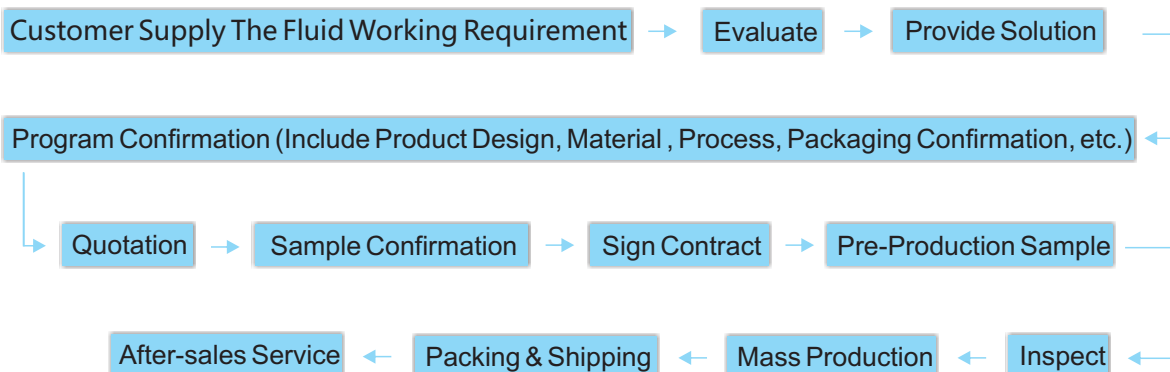 Customer Supply The Fluid Working Requirement
Evaluate
Provide Solution
Program Confirmation (Include Product Design, Material , Process, Packaging Confirmation, etc.)
Quotation
Sample Confirmation
Sign Contract
Pre-Production Sample
After-sales Service
Packing & Shipping
Mass Production
Inspect